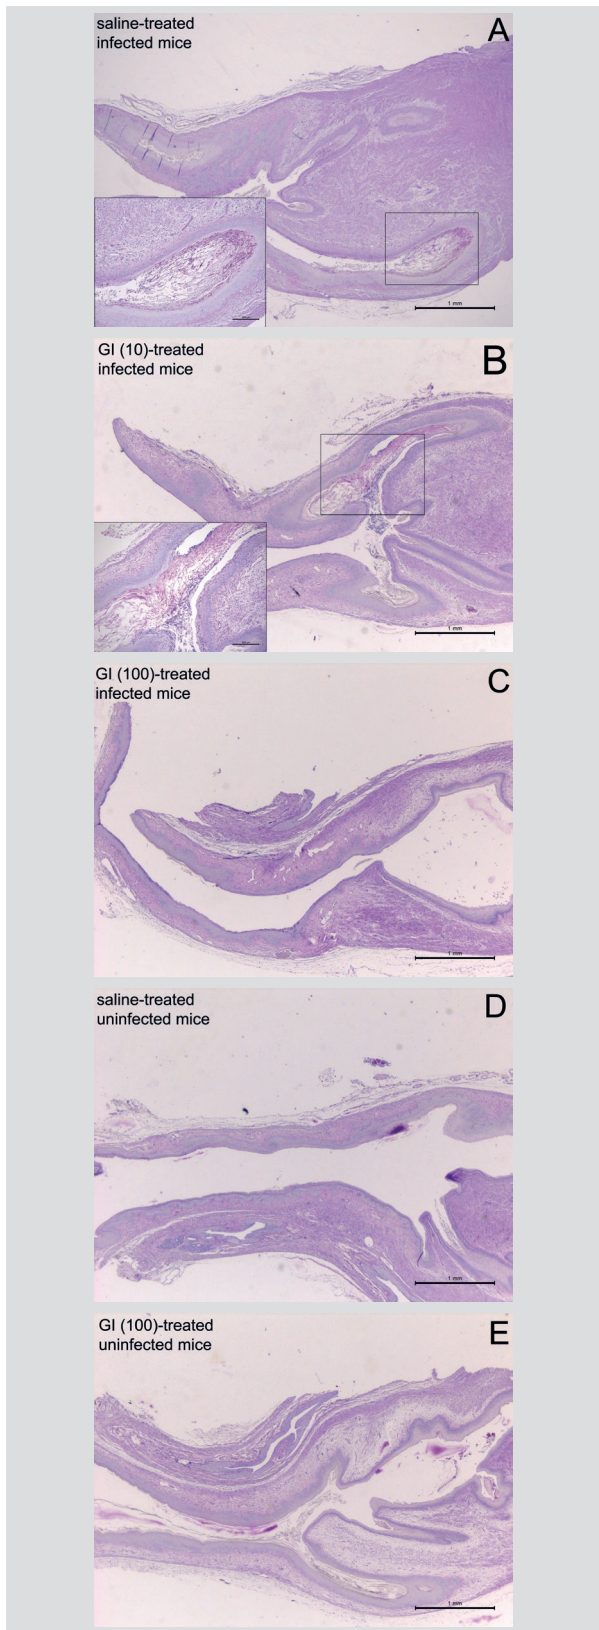 saline-treated
infected mice
A
1 mm
GI (10)-treated
infected mice
B
1 mm
GI (100)-treated
infected mice
C
1 mm
saline-treated
uninfected mice
D
1 mm
GI (100)-treated
uninfected mice
E
1 mm